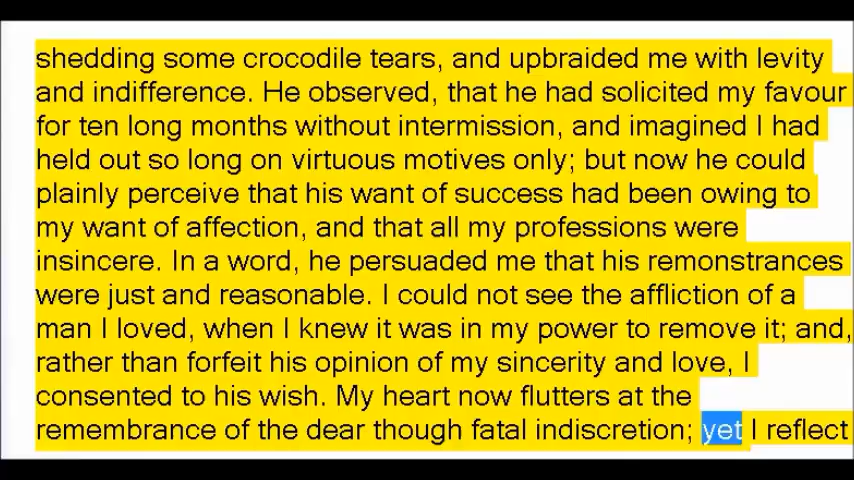 shedding some crocodile tears, and upbraided me with levity
and indifference. He observed, that he had solicited my favour
for ten long months without intermission, and imagined I had
held out so long on virtuous motives only; but now he could
plainly perceive that his want of success had been owing to
my want of affection, and that all my professions were
insincere. In a word, he persuaded me that his remonstrances
were just and reasonable. I could not see the affliction of a
man I loved, when I knew it was in my power to remove it; and,
rather than forfeit his opinion of my sincerity and love, I
consented to his wish. My heart now flutters at the
remembrance of the dear though fatal indiscretion; yet I reflect